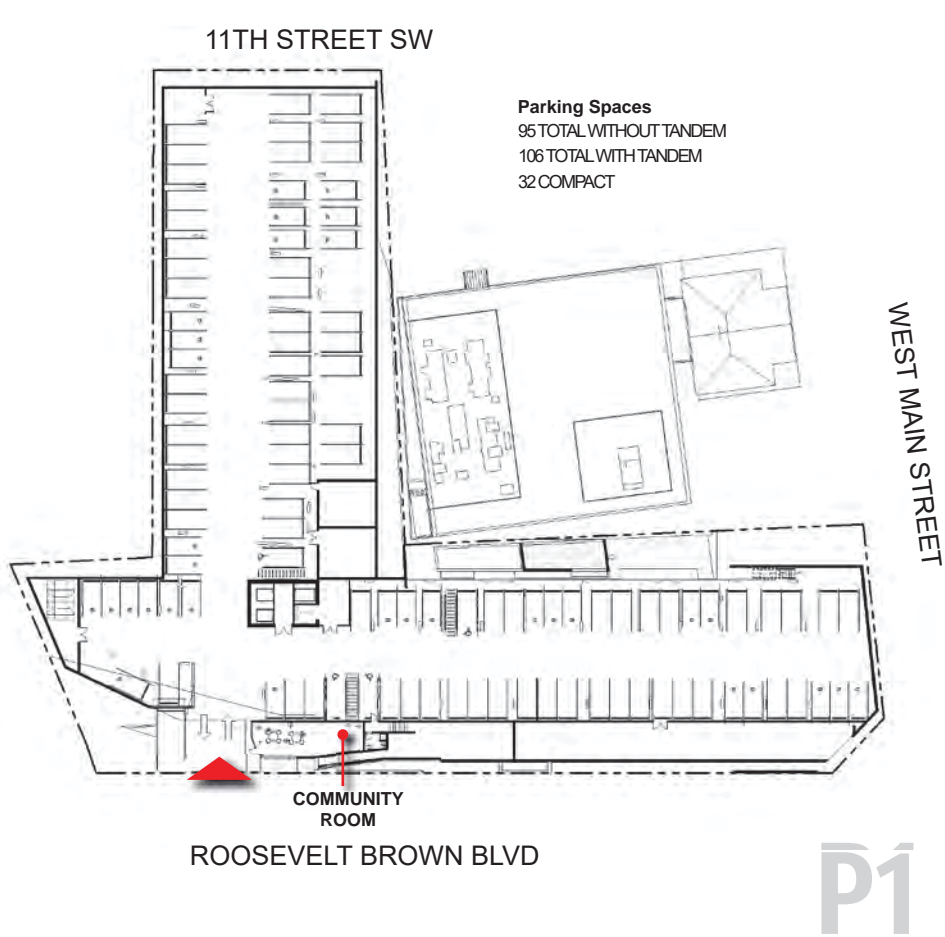 11TH STREET SW
Parking Spaces
95 TOTAL WITHOUT TANDEM
106 TOTAL WITH TANDEM
32 COMPACT
WEST MAIN STREET
COMMUNITY
ROOM
ROOSEVELT BROWN BLVD
P1